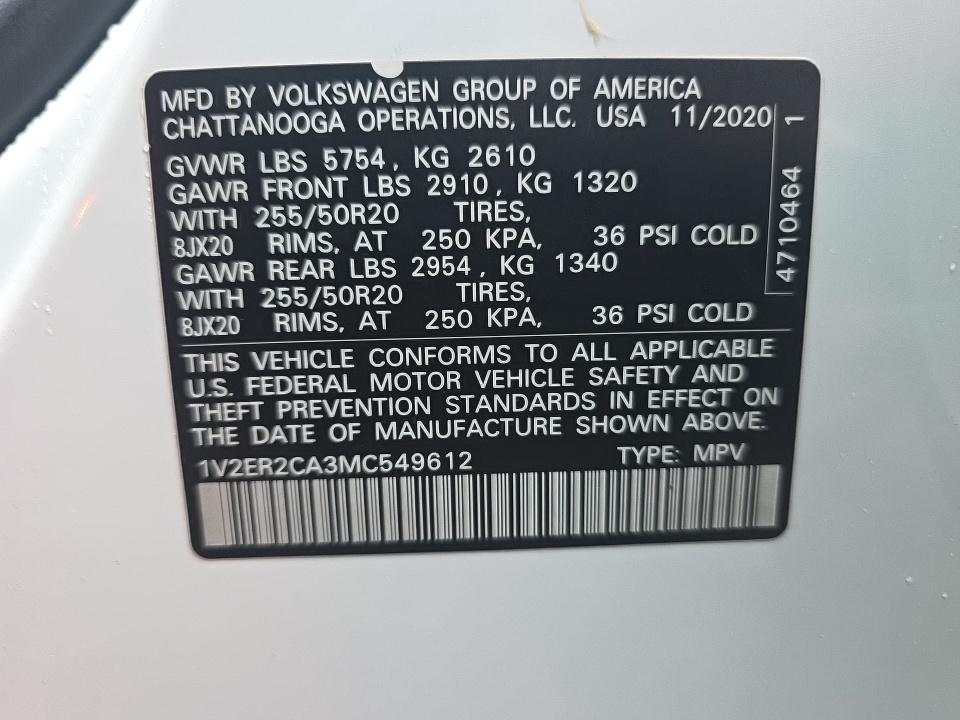 MFD BY VOLKSWAGEN GROUP OF AMERICA
CHATTANOOGA OPERATIONS, LLC. USA 11/2020
GVWR LBS 5754, KG 2610
GAWR FRONT LBS 2910, KG 1320
WITH 255/50R20 TIRES,
8JX20 RIMS, AT 250 KPA, 36 PSI COLD
GAWR REAR LBS 2954, KG 1340
WITH 255/50R20 TIRES,
8JX20 RIMS, AT 250 KPA, 36 PSI COLD
THIS VEHICLE CONFORMS TO ALL APPLICABLE
U.S. FEDERAL MOTOR VEHICLE SAFETY AND
THEFT PREVENTION STANDARDS IN EFFECT ON
THE DATE OF MANUFACTURE SHOWN ABOVE.
1V2ER2CA3MC549612 TYPE: MPV
4710464 1